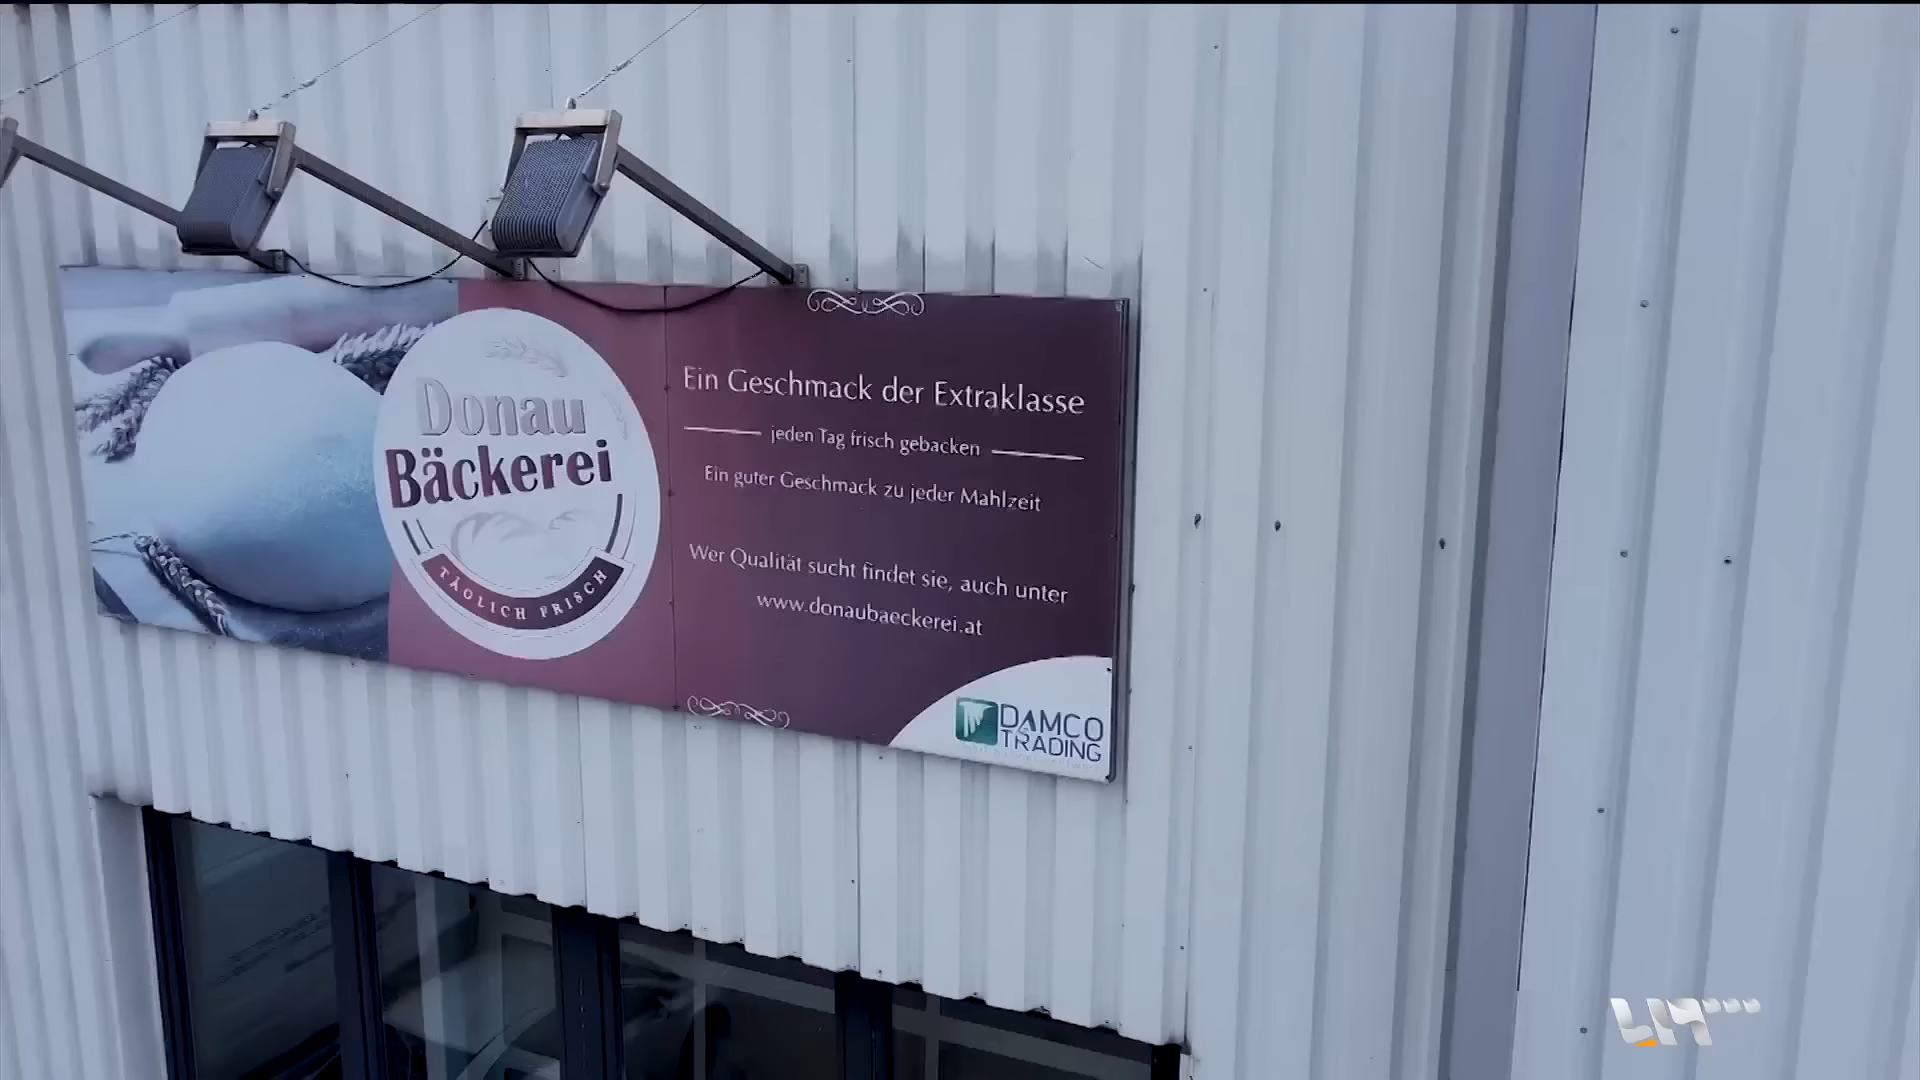 Donau
Bäckerei
TÄGLICH FRISCH
Ein Geschmack der Extraklasse
jeden Tag frisch gebacken
Ein guter Geschmack zu jeder Mahlzeit
Wer Qualität sucht findet sie, auch unter
www.donaubaeckerei.at
DAMCO
TRADING